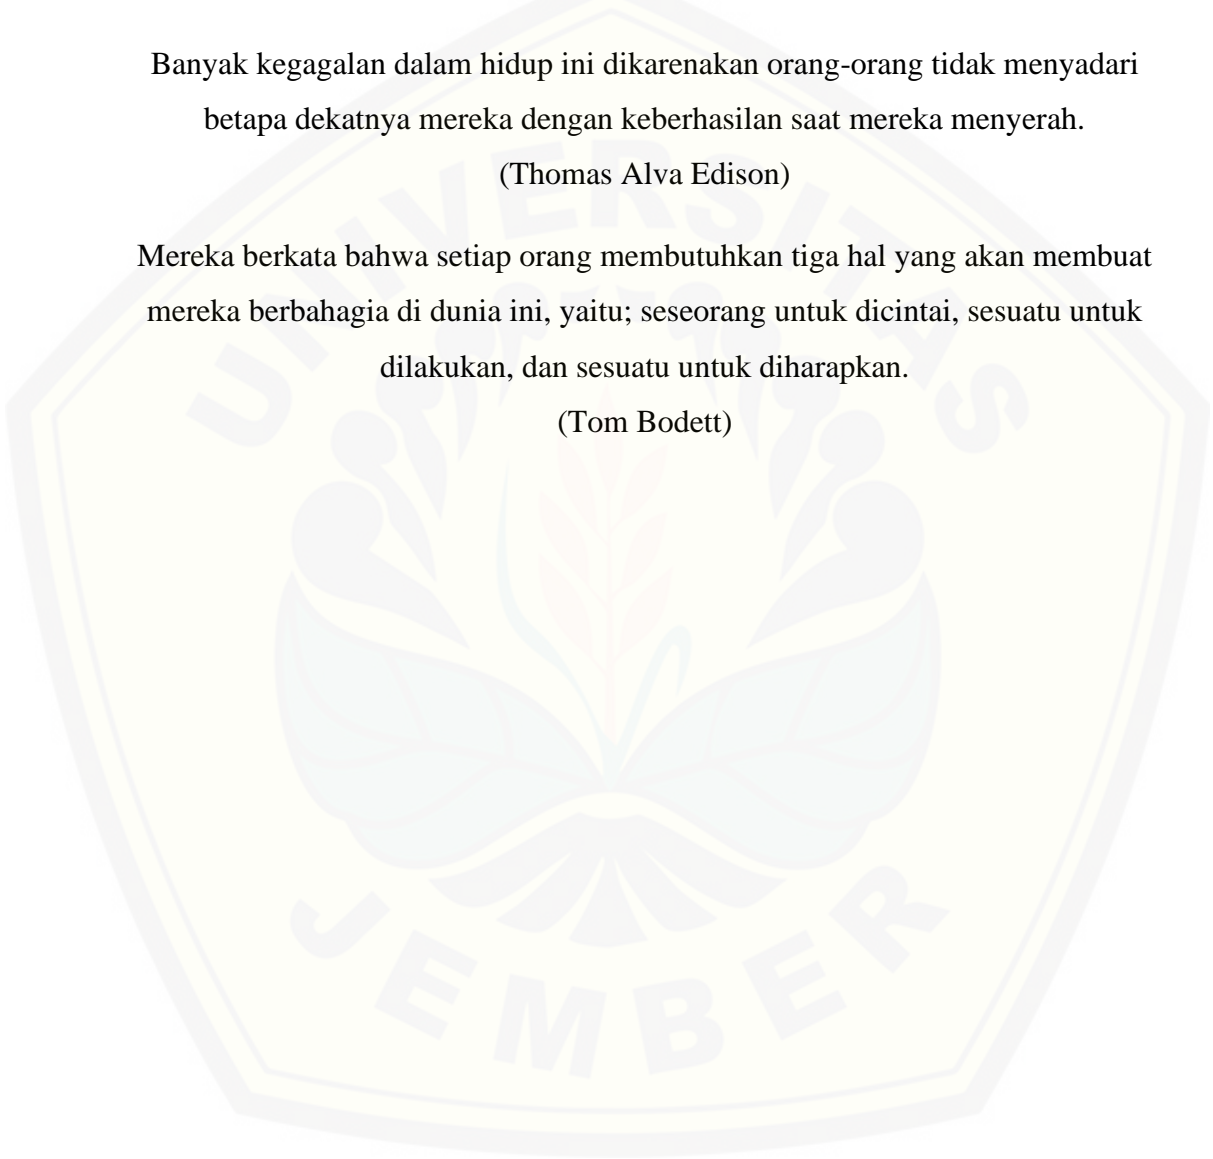 Banyak kegagalan dalam hidup ini dikarenakan orang-orang tidak menyadari
betapa dekatnya mereka dengan keberhasilan saat mereka menyerah.
(Thomas Alva Edison)
Mereka berkata bahwa setiap orang membutuhkan tiga hal yang akan membuat
mereka berbahagia di dunia ini, yaitu; seseorang untuk dicintai, sesuatu untuk
dilakukan, dan sesuatu untuk diharapkan.
(Tom Bodett)
UNIVERSITAS
JEMBER